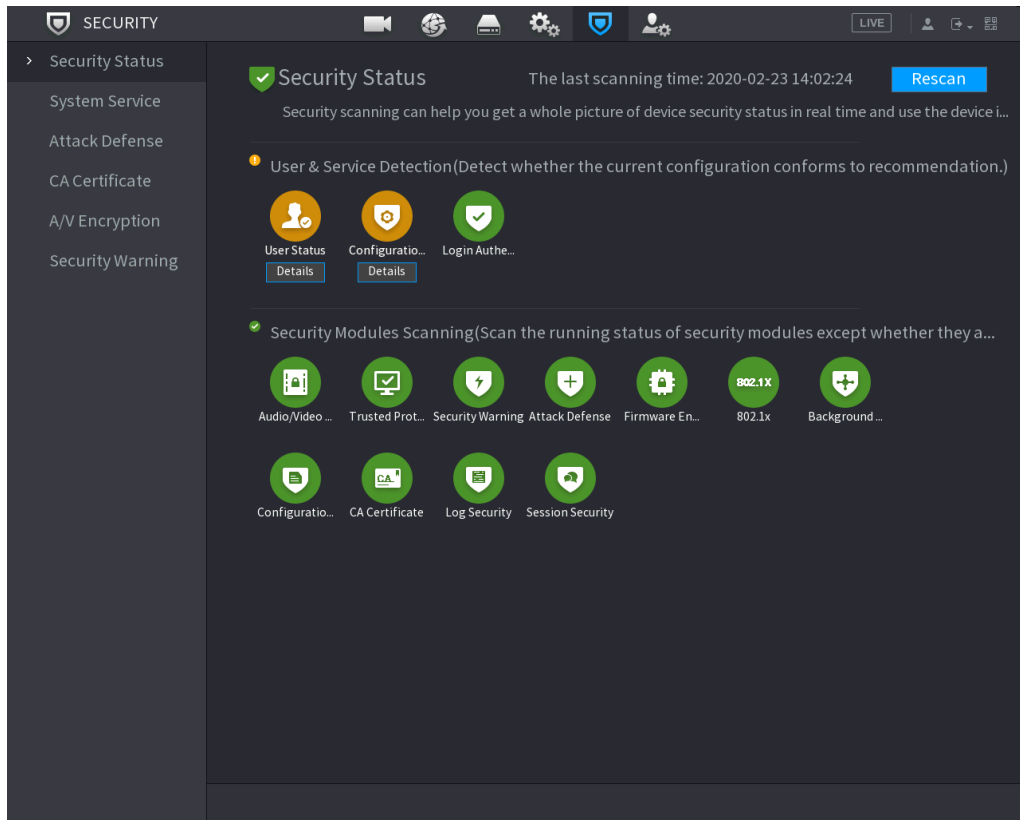 SECURITY
LIVE
Security Status
System Service
Attack Defense
CA Certificate
A/V Encryption
Security Warning
Security Status
The last scanning time: 2020-02-23 14:02:24
Rescan
Security scanning can help you get a whole picture of device security status in real time and use the device i...
User & Service Detection(Detect whether the current configuration conforms to recommendation.)
User Status
Configuratio...
Login Authe...
Details
Details
Security Modules Scanning(Scan the running status of security modules except whether they a...
802.1X
Audio/Video ...
Trusted Prot...
Security Warning
Attack Defense
Firmware En...
802.1x
Background ...
CA
Configuratio...
CA Certificate
Log Security
Session Security